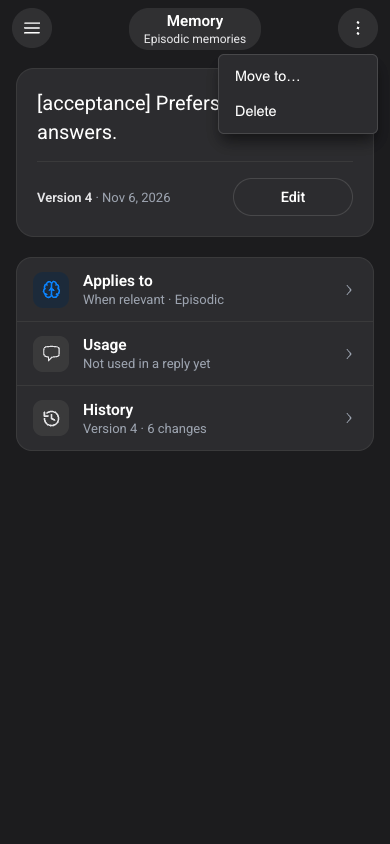 Memory
Episodic memories
Move to…
Delete
[acceptance] Prefers
answers.
Version 4 · Nov 6, 2026
Edit
Applies to
When relevant · Episodic
Usage
Not used in a reply yet
History
Version 4 · 6 changes